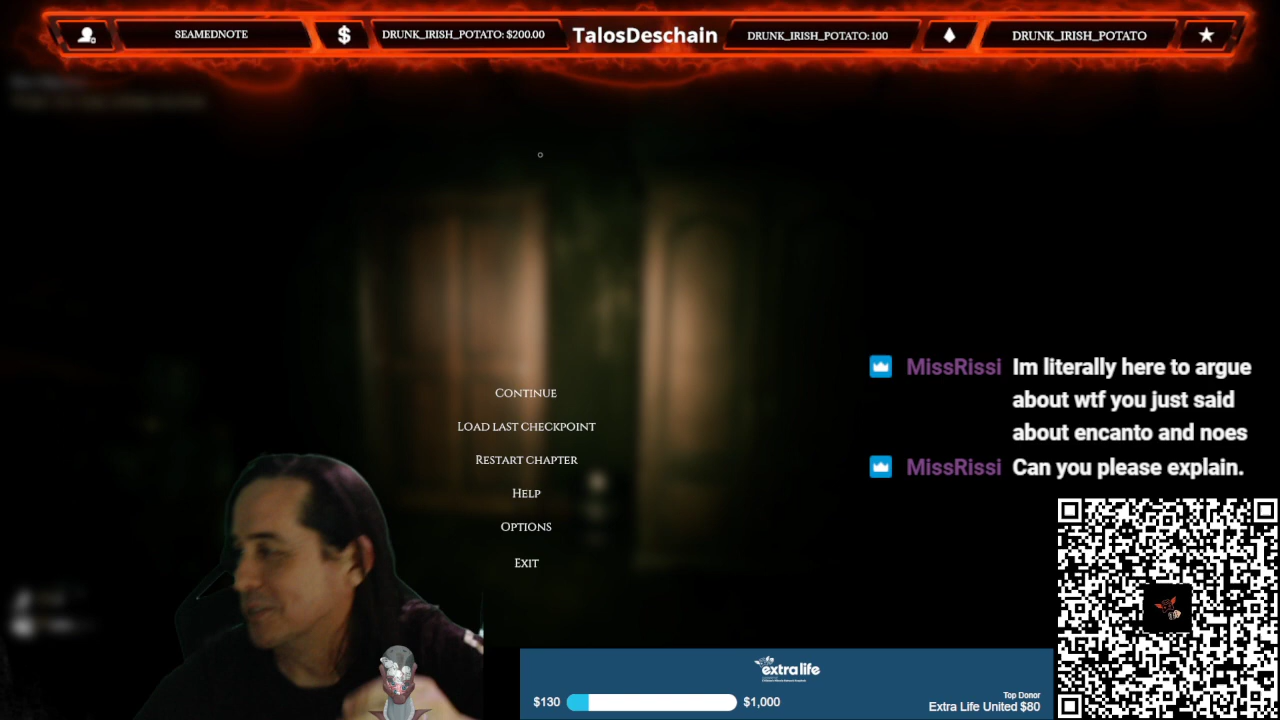 SEAMEDNOTE
$
DRUNK_IRISH_POTATO: $200.00
TalosDeschain
DRUNK_IRISH_POTATO: 100
DRUNK_IRISH_POTATO
MissRissi Im literally here to argue
about wtf you just said
about encanto and noes
MissRissi Can you please explain.
CONTINUE
LOAD LAST CHECKPOINT
RESTART CHAPTER
HELP
OPTIONS
EXIT
extralife
$130
$1,000
Top Donor
Extra Life United $80